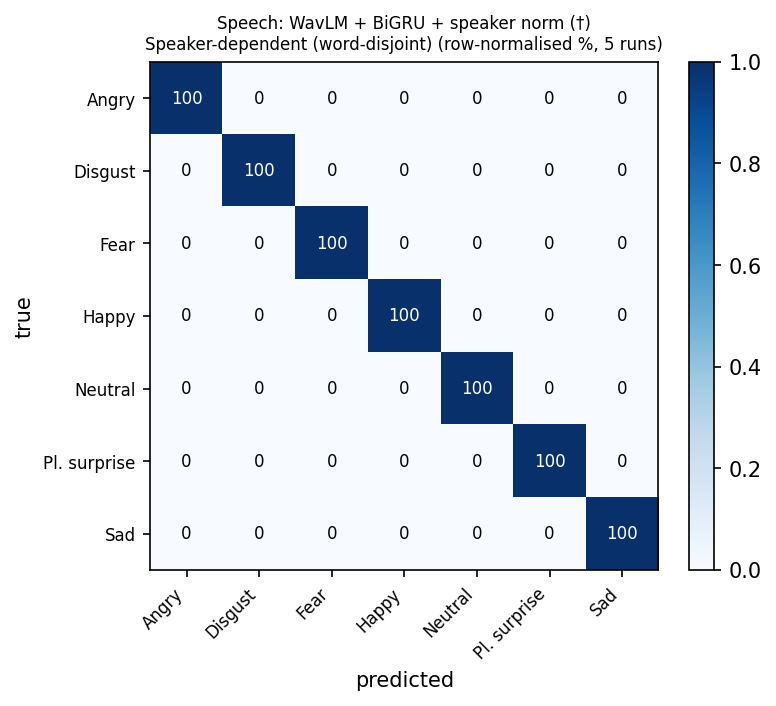 Speech: WavLM + BiGRU + speaker norm (†)
Speaker-dependent (word-disjoint) (row-normalised %, 5 runs)
true
Angry 100 0 0 0 0 0 0
Disgust 0 100 0 0 0 0 0
Fear 0 0 100 0 0 0 0
Happy 0 0 0 100 0 0 0
Neutral 0 0 0 0 100 0 0
Pl. surprise 0 0 0 0 0 100 0
Sad 0 0 0 0 0 0 100
Angry Disgust Fear Happy Neutral Pl. surprise Sad
predicted
1.0
0.8
0.6
0.4
0.2
0.0